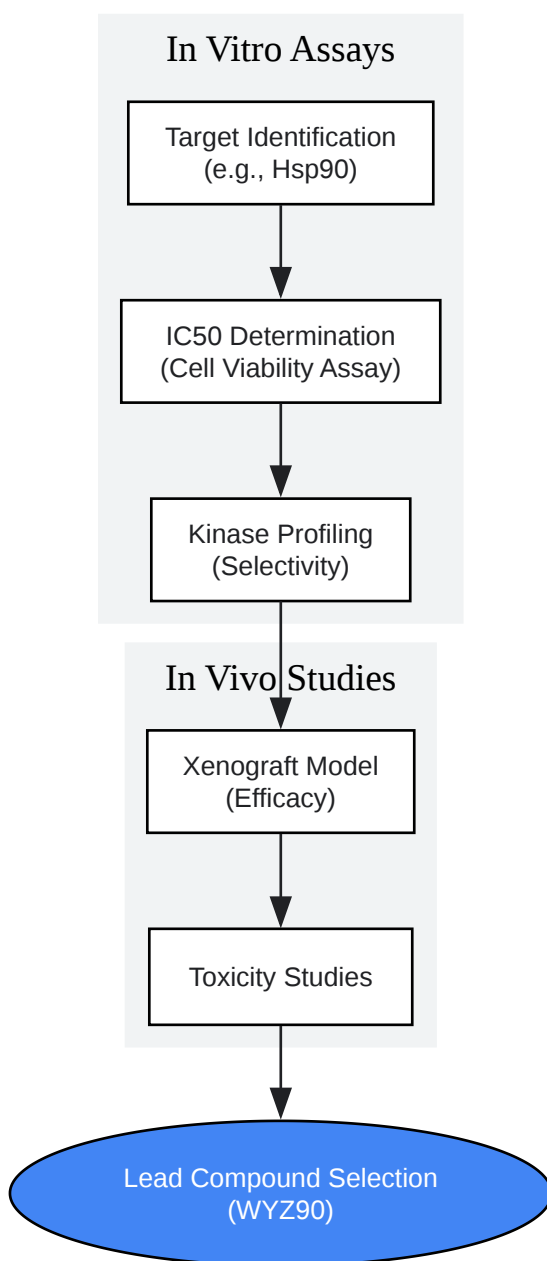 In Vitro Assays
Target Identification
(e.g., Hsp90)
IC50 Determination
(Cell Viability Assay)
Kinase Profiling
(Selectivity)
In Vivo Studies
Xenograft Model
(Efficacy)
Toxicity Studies
Lead Compound Selection
(WYZ90)